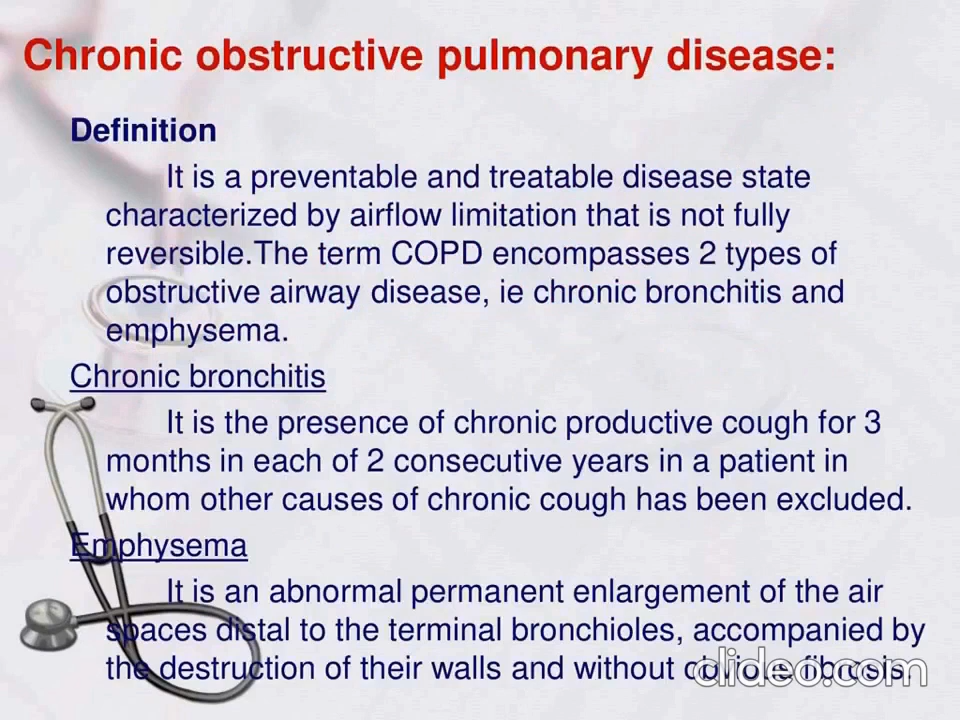 Chronic obstructive pulmonary disease:
Definition
It is a preventable and treatable disease state
characterized by airflow limitation that is not fully
reversible.The term COPD encompasses 2 types of
obstructive airway disease, ie chronic bronchitis and
emphysema.
Chronic bronchitis
It is the presence of chronic productive cough for 3
months in each of 2 consecutive years in a patient in
whom other causes of chronic cough has been excluded.
Emphysema
It is an abnormal permanent enlargement of the air
spaces distal to the terminal bronchioles, accompanied by
the destruction of their walls and without obvious fibrosis.
clideo.com